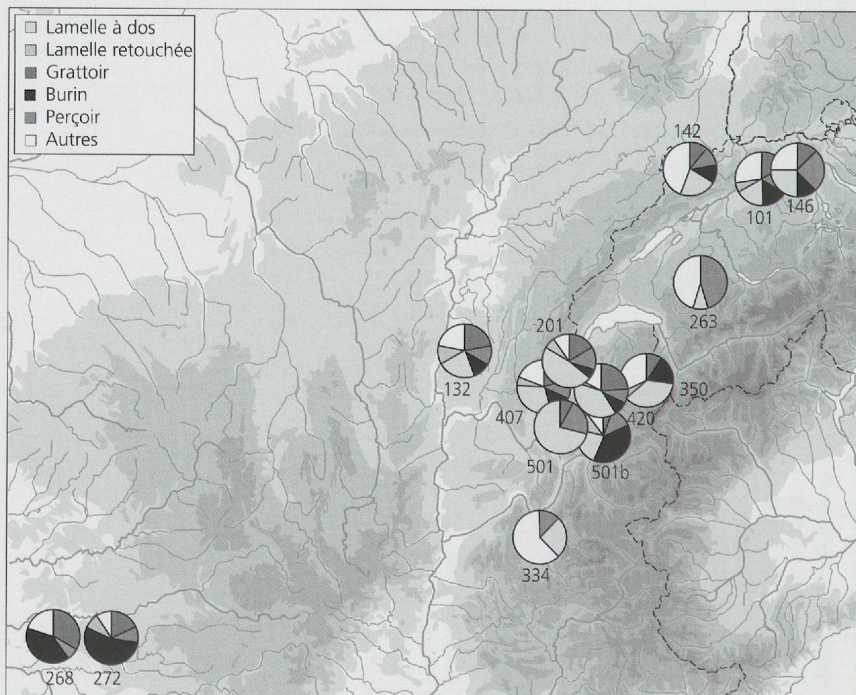 Lamelle à dos
Lamelle retouchée
Grattoir
Burin
Perçoir
Autres
142
101
146
263
201
132
350
407
420
501
501b
334
268
272